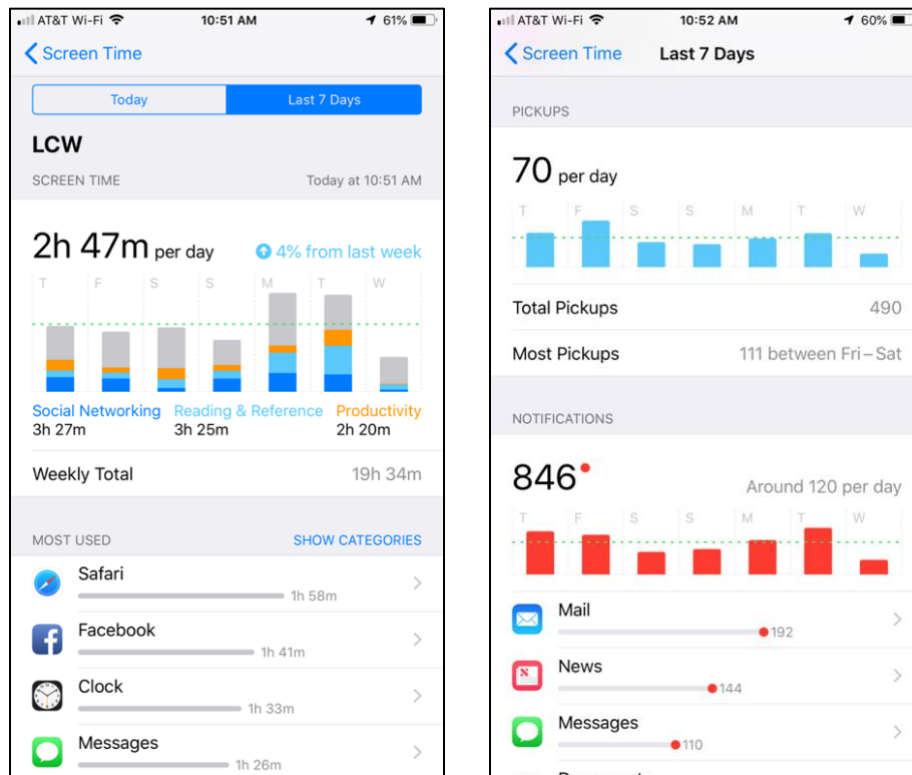 AT&T Wi-Fi 10:51 AM 61%
Screen Time
Today Last 7 Days
LCW
SCREEN TIME Today at 10:51 AM
2h 47m per day 4% from last week
T F S S M T W
Social Networking Reading & Reference Productivity
3h 27m 3h 25m 2h 20m
Weekly Total 19h 34m
MOST USED SHOW CATEGORIES
Safari
1h 58m
Facebook
1h 41m
Clock
1h 33m
Messages
1h 26m
AT&T Wi-Fi 10:52 AM 60%
Screen Time Last 7 Days
PICKUPS
70 per day
T F S S M T W
Total Pickups 490
Most Pickups 111 between Fri – Sat
NOTIFICATIONS
846 Around 120 per day
T F S S M T W
Mail
192
News
144
Messages
110